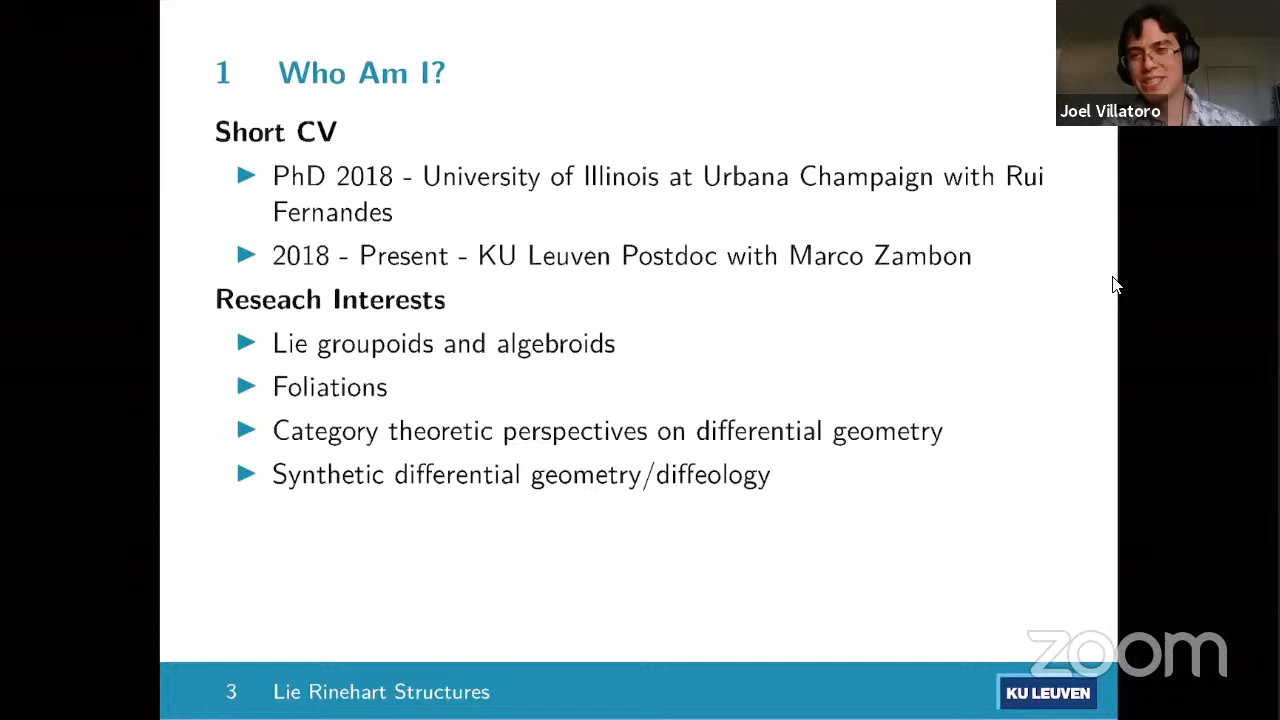 1 Who Am I?
Short CV
PhD 2018 - University of Illinois at Urbana Champaign with Rui
Fernandes
2018 - Present - KU Leuven Postdoc with Marco Zambon
Reseach Interests
Lie groupoids and algebroids
Foliations
Category theoretic perspectives on differential geometry
Synthetic differential geometry/diffeology
3 Lie Rinehart Structures
KU LEUVEN
Joel Villatoro
zoom